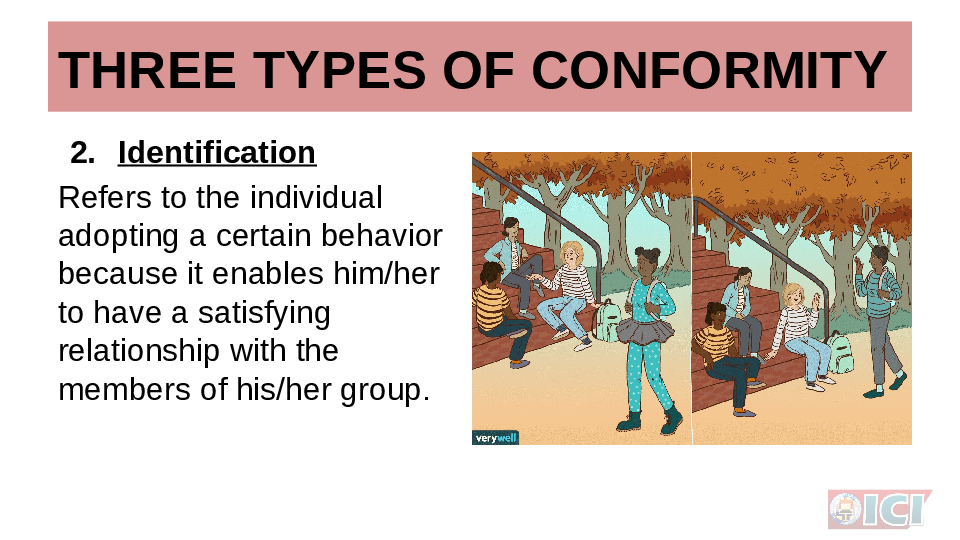 THREE TYPES OF CONFORMITY
2. Identification
Refers to the individual
adopting a certain behavior
because it enables him/her
to have a satisfying
relationship with the
members of his/her group.
verywell
ICI